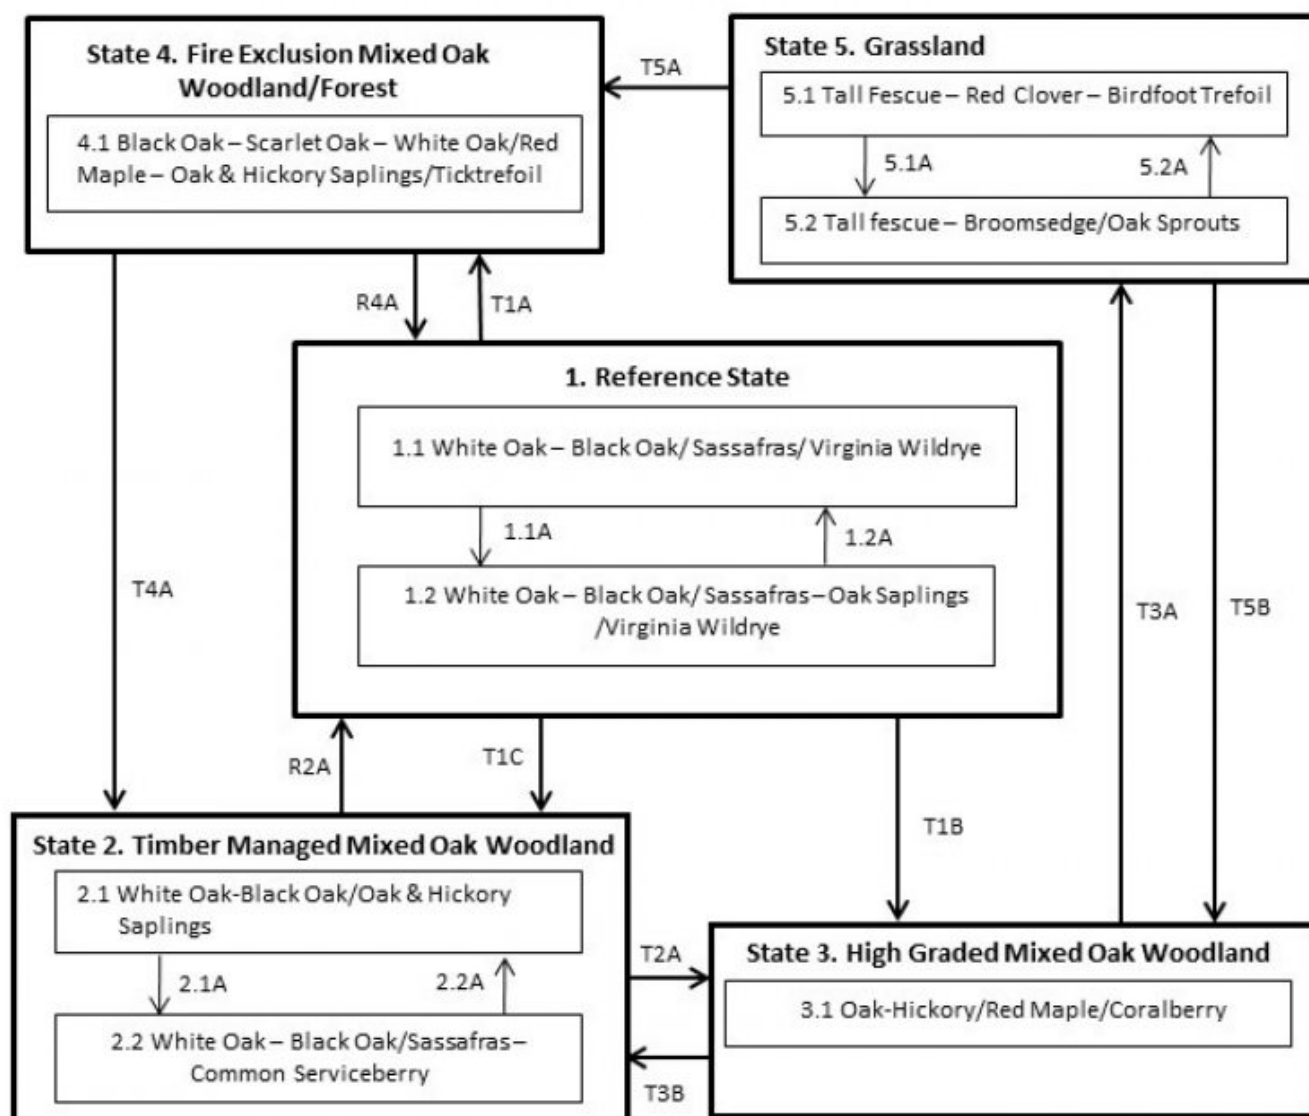 State 4. Fire Exclusion Mixed Oak
Woodland/Forest
4.1 Black Oak – Scarlet Oak – White Oak/Red
Maple – Oak & Hickory Saplings/Ticktrefoil
T5A
State 5. Grassland
5.1 Tall Fescue – Red Clover – Birdfoot Trefoil
5.1A
5.2A
5.2 Tall fescue – Broomsedge/Oak Sprouts
R4A
T1A
1. Reference State
1.1 White Oak – Black Oak/ Sassafras/ Virginia Wildrye
1.1A
1.2A
1.2 White Oak – Black Oak/ Sassafras–Oak Saplings
/Virginia Wildrye
T4A
T3A
T5B
R2A
T1C
T1B
State 2. Timber Managed Mixed Oak Woodland
2.1 White Oak-Black Oak/Oak & Hickory
Saplings
2.1A
2.2A
2.2 White Oak – Black Oak/Sassafras–
Common Serviceberry
T2A
T3B
State 3. High Graded Mixed Oak Woodland
3.1 Oak-Hickory/Red Maple/Coralberry